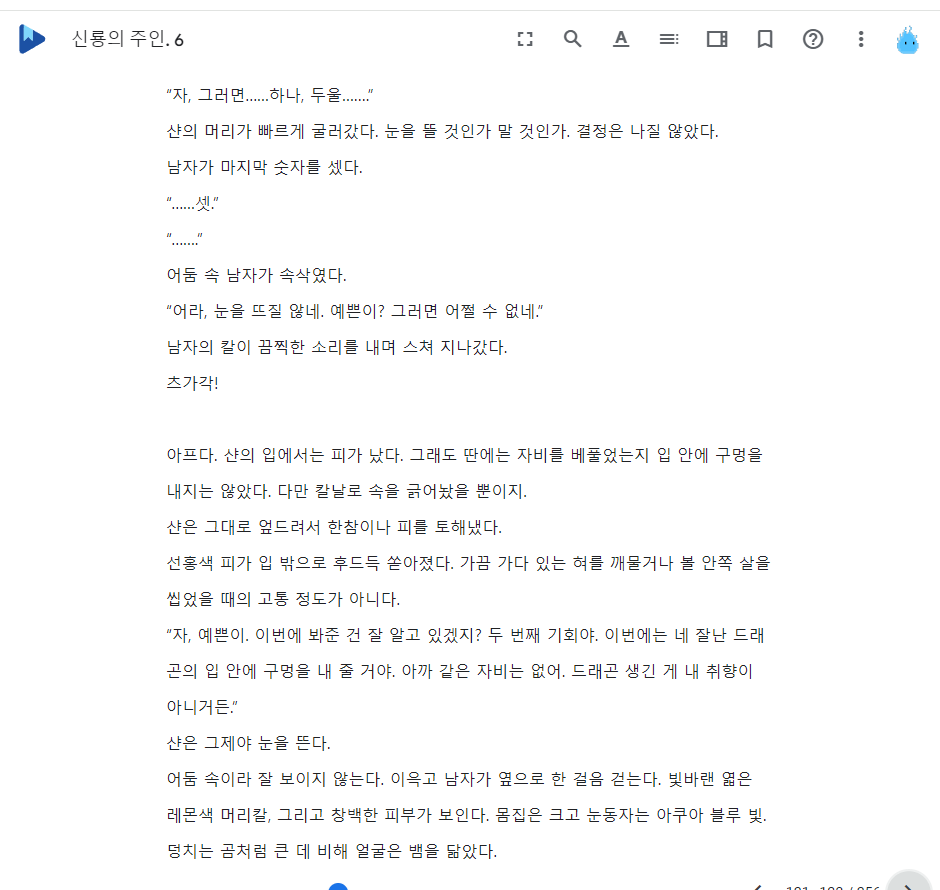 신룡의 주인. 6
“자, 그러면......하나, 두울.......”
샨의 머리가 빠르게 굴러갔다. 눈을 뜰 것인가 말 것인가. 결정은 나질 않았다.
남자가 마지막 숫자를 셌다.
“......셋.”
“.......”
어둠 속 남자가 속삭였다.
“어라, 눈을 뜨질 않네. 예쁜이? 그러면 어쩔 수 없네.”
남자의 칼이 끔찍한 소리를 내며 스쳐 지나갔다.
츠가각!
아프다. 샨의 입에서는 피가 났다. 그래도 딴에는 자비를 베풀었는지 입 안에 구멍을
내지는 않았다. 다만 칼날로 속을 긁어놨을 뿐이지.
샨은 그대로 엎드려서 한참이나 피를 토해냈다.
선홍색 피가 입 밖으로 후드득 쏟아졌다. 가끔 가다 있는 혀를 깨물거나 볼 안쪽 살을
씹었을 때의 고통 정도가 아니다.
“자, 예쁜이. 이번에 봐준 건 잘 알고 있겠지? 두 번째 기회야. 이번에는 네 잘난 드래
곤의 입 안에 구멍을 내 줄 거야. 아까 같은 자비는 없어. 드래곤 생긴 게 내 취향이
아니거든.”
샨은 그제야 눈을 뜬다.
어둠 속이라 잘 보이지 않는다. 이윽고 남자가 옆으로 한 걸음 걷는다. 빛바랜 엷은
레몬색 머리칼, 그리고 창백한 피부가 보인다. 몸집은 크고 눈동자는 아쿠아 블루 빛.
덩치는 곰처럼 큰 데 비해 얼굴은 뱀을 닮았다.